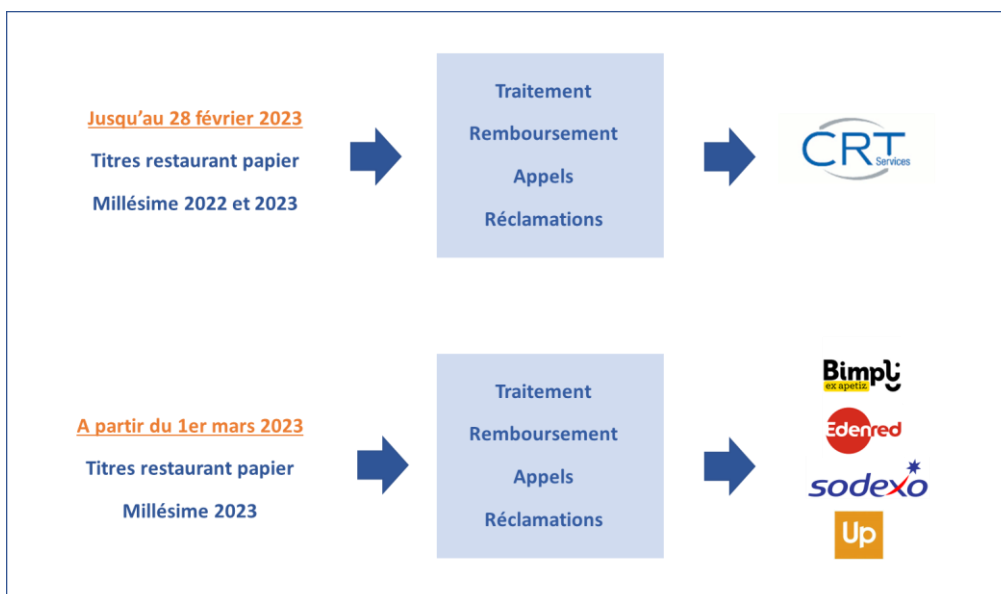 Jusqu'au 28 février 2023
Titres restaurant papier
Millésime 2022 et 2023
Traitement
Remboursement
Appels
Réclamations
CRT
Services
A partir du 1er mars 2023
Titres restaurant papier
Millésime 2023
Traitement
Remboursement
Appels
Réclamations
Bimpli
ex apetiz
Edenred
sodexo
Up